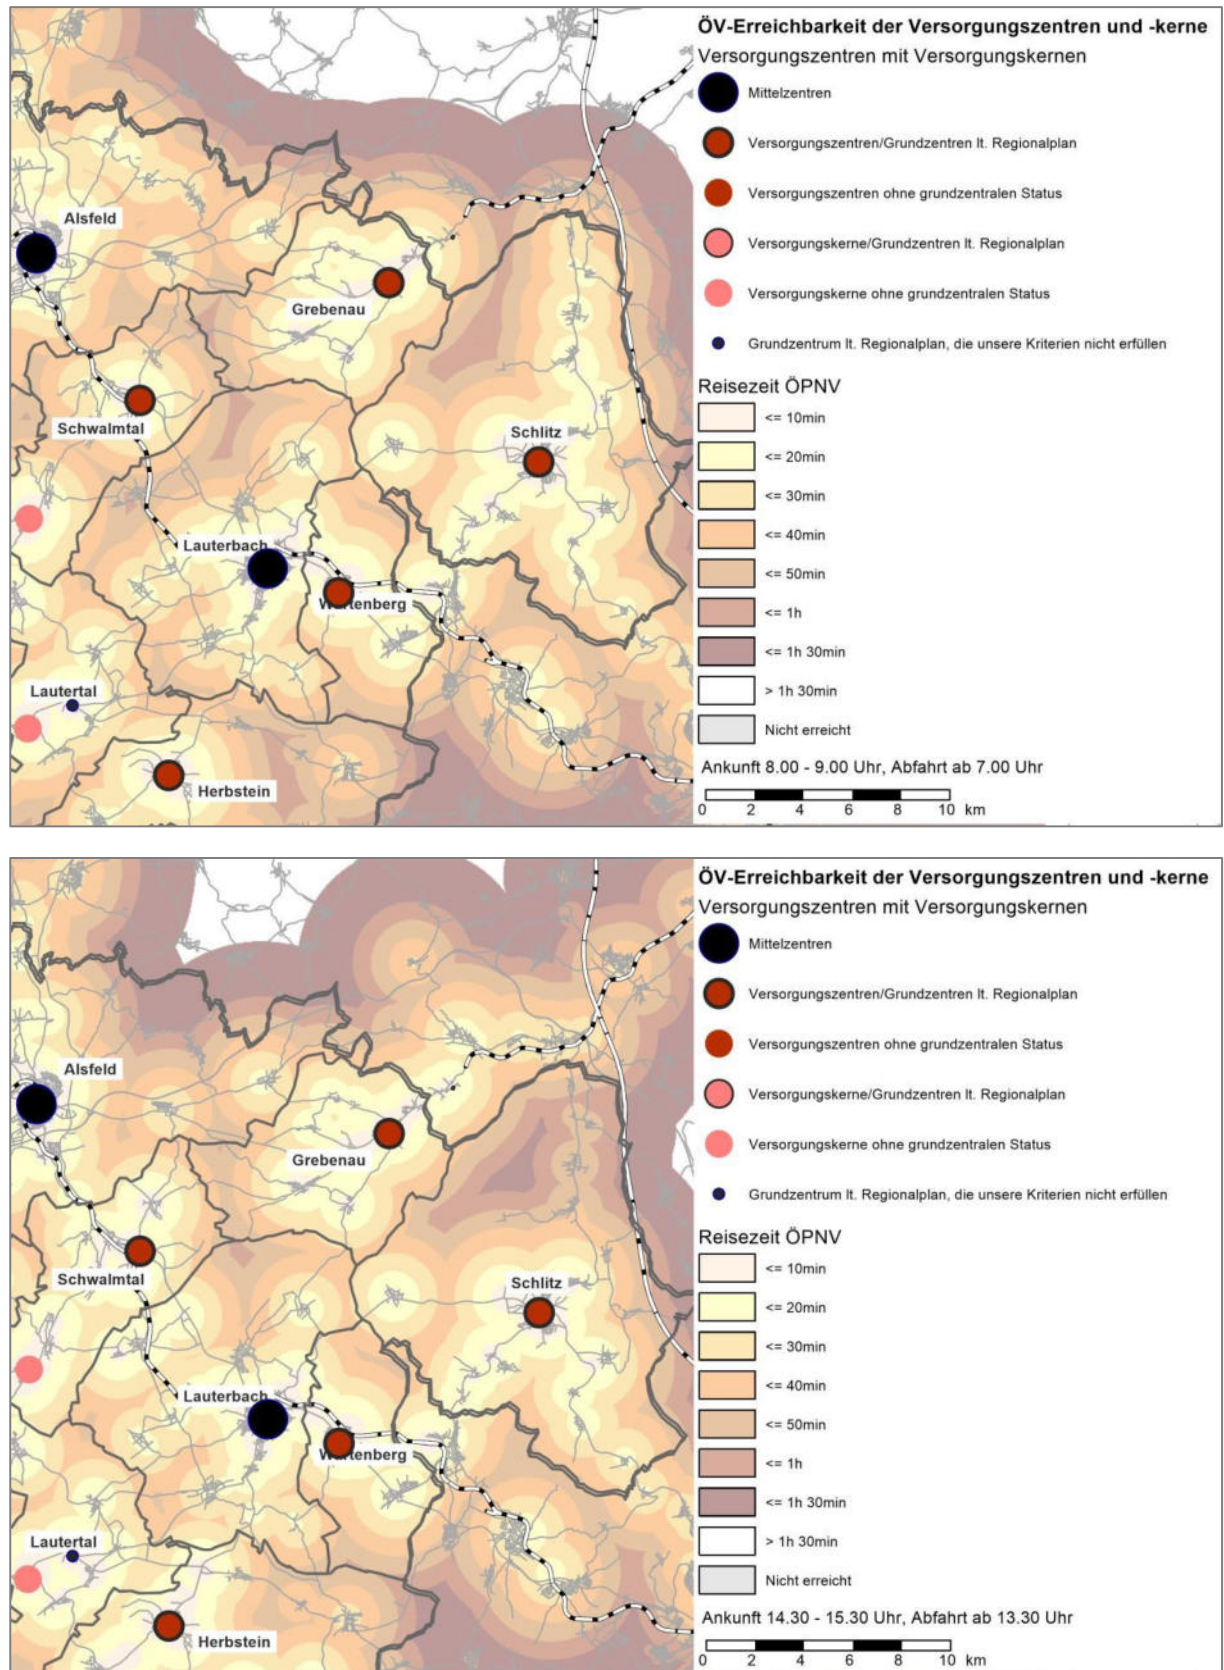 ÖV-Erreichbarkeit der Versorgungszentren und -kerne
Versorgungszentren mit Versorgungskernen
Mittelzentren
Versorgungszentren/Grundzentren lt. Regionalplan
Versorgungszentren ohne grundzentralen Status
Versorgungskerne/Grundzentren lt. Regionalplan
Versorgungskerne ohne grundzentralen Status
Grundzentrum lt. Regionalplan, die unsere Kriterien nicht erfüllen
Reisezeit ÖPNV
<= 10min
<= 20min
<= 30min
<= 40min
<= 50min
<= 1h
<= 1h 30min
> 1h 30min
Nicht erreicht
Ankunft 8.00 - 9.00 Uhr, Abfahrt ab 7.00 Uhr
0 2 4 6 8 10 km
Alsfeld
Grebenau
Schwalmtal
Schlitz
Lauterbach
Wartenberg
Lautertal
Herbstein
ÖV-Erreichbarkeit der Versorgungszentren und -kerne
Versorgungszentren mit Versorgungskernen
Mittelzentren
Versorgungszentren/Grundzentren lt. Regionalplan
Versorgungszentren ohne grundzentralen Status
Versorgungskerne/Grundzentren lt. Regionalplan
Versorgungskerne ohne grundzentralen Status
Grundzentrum lt. Regionalplan, die unsere Kriterien nicht erfüllen
Reisezeit ÖPNV
<= 10min
<= 20min
<= 30min
<= 40min
<= 50min
<= 1h
<= 1h 30min
> 1h 30min
Nicht erreicht
Ankunft 14.30 - 15.30 Uhr, Abfahrt ab 13.30 Uhr
0 2 4 6 8 10 km
Alsfeld
Grebenau
Schwalmtal
Schlitz
Lauterbach
Wartenberg
Lautertal
Herbstein